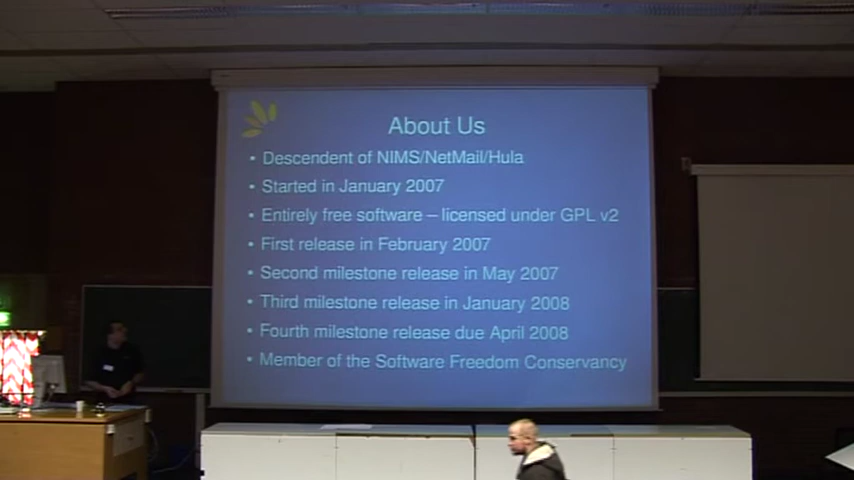 About Us
• Descendent of NIMS/NetMail/Hula
• Started in January 2007
• Entirely free software – licensed under GPL v2
• First release in February 2007
• Second milestone release in May 2007
• Third milestone release in January 2008
• Fourth milestone release due April 2008
• Member of the Software Freedom Conservancy